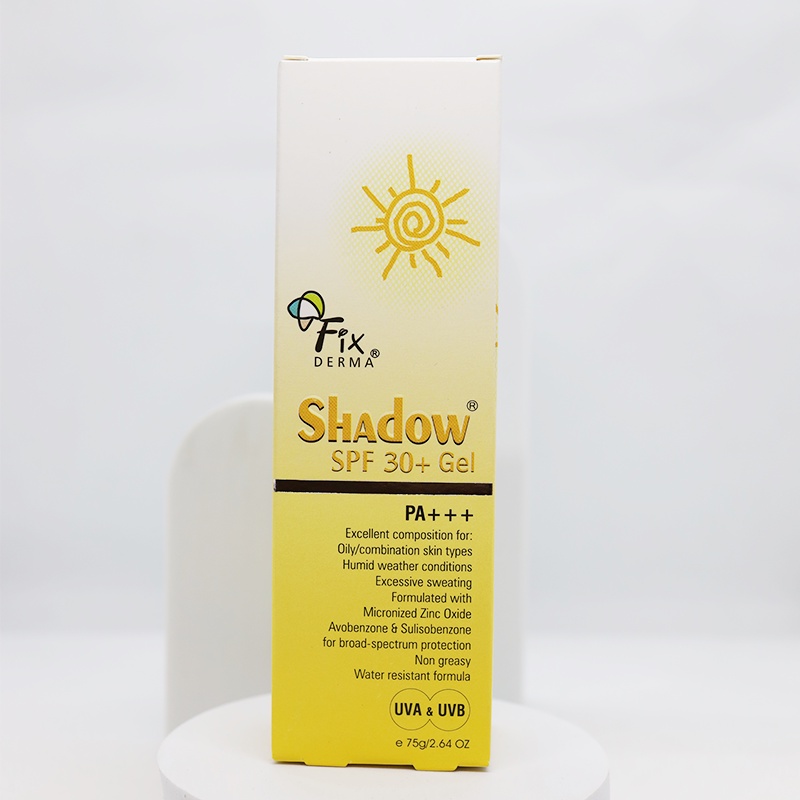 Fix
DERMA®
Shadow®
SPF 30+ Gel
PA+++
Excellent composition for:
Oily/combination skin types
Humid weather conditions
Excessive sweating
Formulated with
Micronized Zinc Oxide
Avobenzone & Sulisobenzone
for broad-spectrum protection
Non greasy
Water resistant formula
UVA & UVB
e 75g/2.64 OZ